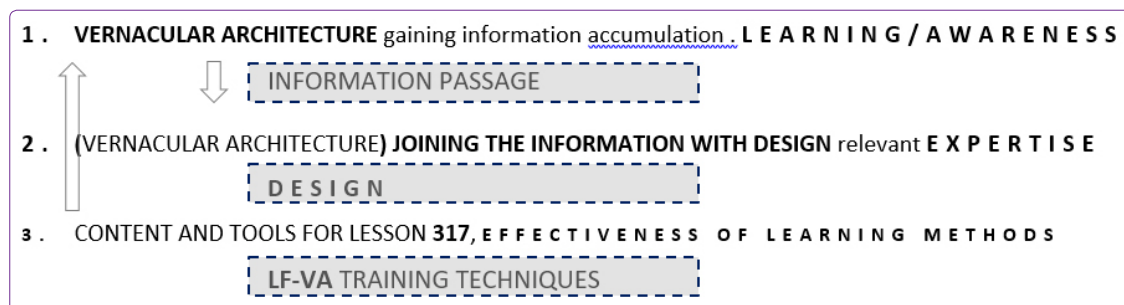 1 . VERNACULAR ARCHITECTURE gaining information accumulation . L E A R N I N G / A W A R E N E S S
INFORMATION PASSAGE
2 . (VERNACULAR ARCHITECTURE) JOINING THE INFORMATION WITH DESIGN relevant E X P E R T I S E
D E S I G N
3 . CONTENT AND TOOLS FOR LESSON 317, E F F E C T I V E N E S S O F L E A R N I N G M E T H O D S
LF-VA TRAINING TECHNIQUES